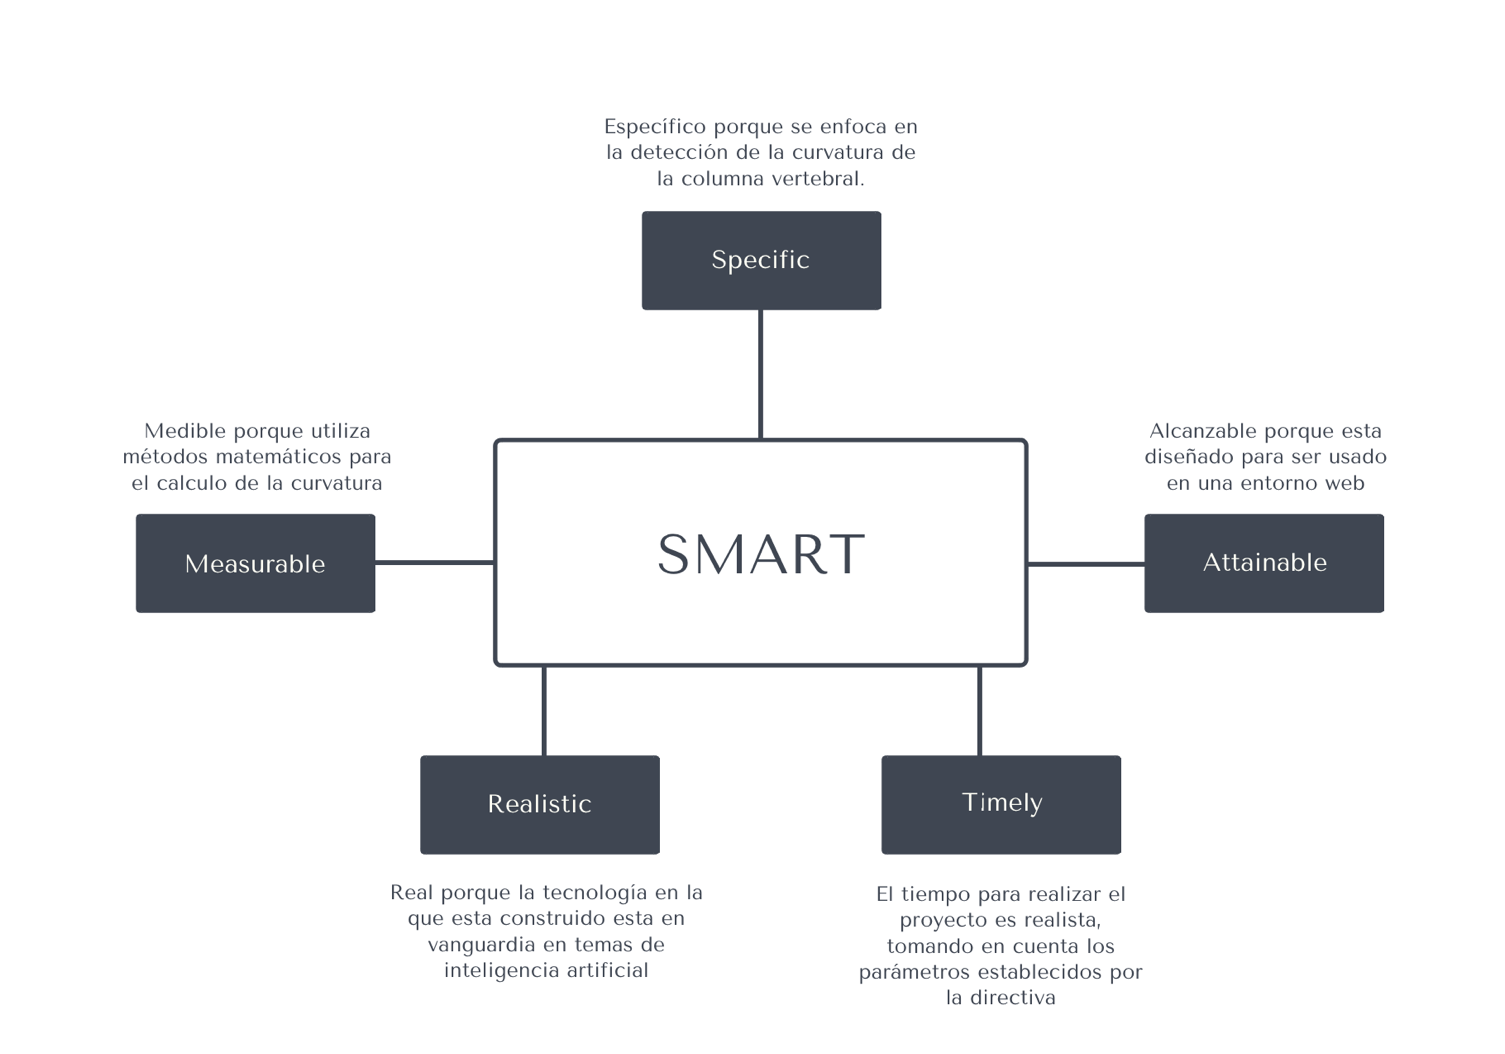 Específico porque se enfoca en
la detección de la curvatura de
la columna vertebral.
Specific
Medible porque utiliza
métodos matemáticos para
el calculo de la curvatura
Measurable
SMART
Alcanzable porque esta
diseñado para ser usado
en una entorno web
Attainable
Realistic
Real porque la tecnología en la
que esta construido esta en
vanguardia en temas de
inteligencia artificial
Timely
El tiempo para realizar el
proyecto es realista,
tomando en cuenta los
parámetros establecidos por
la directiva